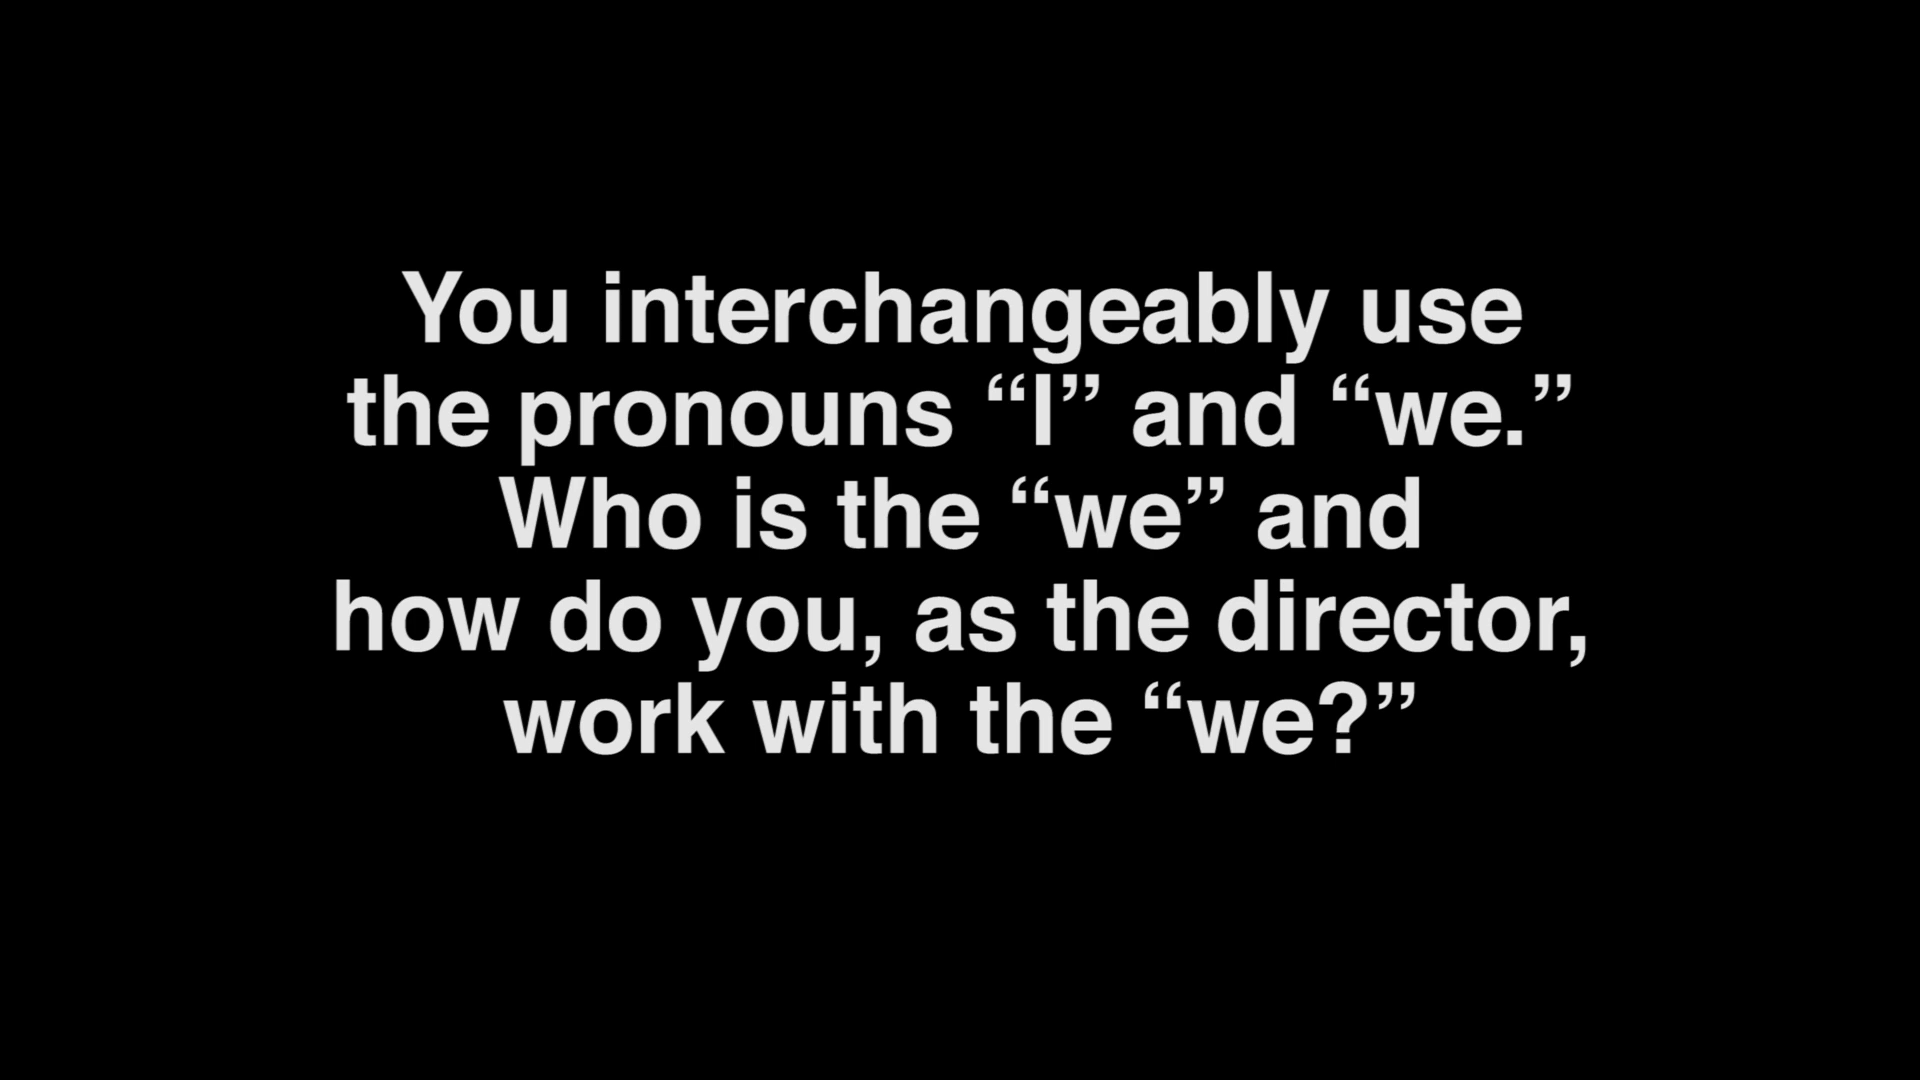 You interchangeably use
the pronouns “I” and “we.”
Who is the “we” and
how do you, as the director,
work with the “we?”